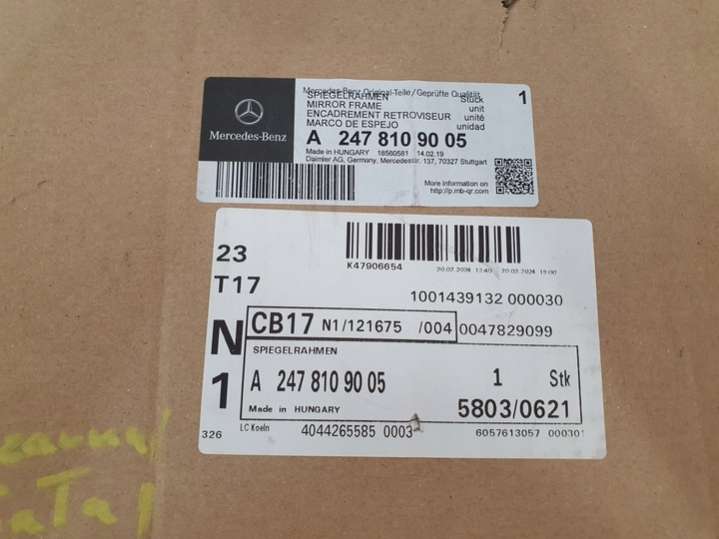 Mercedes-Benz
Mercedes-Benz Original-Teile/Geprüfte Qualität
SPIEGELRAHMEN Stück 1
MIRROR FRAME unit
ENCADREMENT RETROVISEUR unité
MARCO DE ESPEJO unidad
A 247 810 90 05
Made in HUNGARY 18560581 14.02.19
Daimler AG, Germany, Mercedesstr. 137, 70327 Stuttgart
More information on
http://p.mb-qr.com
23
T17
K47906654
1001439132 000030
N
1
CB17 N1/121675 /004 0047829099
SPIEGELRAHMEN
A 247 810 90 05 1 Stk
Made in HUNGARY 5803/0621
326 LC Koeln 4044265585 0003 6057613057 000301